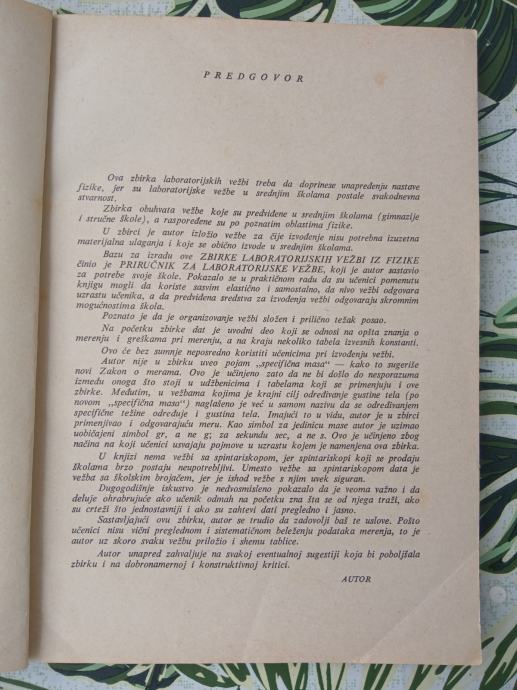 PREDGOVOR
Ova zbirka laboratorijskih vežbi treba da doprinese unapređenju nastave
fizike, jer su laboratorijske vežbe u srednjim školama postale svakodnevna
stvarnost.
Zbirka obuhvata vežbe koje su predviđene u srednjim školama (gimnazije
i stručne škole), a raspoređene su po poznatim oblastima fizike.
U zbirci je autor izložio vežbe za čije izvođenje nisu potrebna izuzetna
materijalna ulaganja i koje se obično izvode u srednjim školama.
Bazu za izradu ove ZBIRKE LABORATORIJSKIH VEŽBI IZ FIZIKE
činio je PRIRUČNIK ZA LABORATORIJSKE VEŽBE, koji je autor sastavio
za potrebe svoje škole. Pokazalo se u praktičnom radu da su učenici pomenutu
knjigu mogli da koriste sasvim elastično i samostalno, da nivo vežbi odgovara
uzrastu učenika, a da predviđena sredstva za izvođenja vežbi odgovaraju skromnim
mogućnostima škola.
Poznato je da je organizovanje vežbi složen i prilično težak posao.
Na početku zbirke dat je uvodni deo koji se odnosi na opšta znanja o
merenju i greškama pri merenju, a na kraju nekoliko tabela izvesnih konstanti.
Ovo će bez sumnje neposredno koristiti učenicima pri izvođenju vežbi.
Autor nije u zbirku uveo pojam „specifična masa“ — kako to sugeriše
novi Zakon o merama. Ovo je učinjeno zato da ne bi došlo do nesporazuma
između onoga što stoji u udžbenicima i tabelama koji se primenjuju i ove
zbirke. Međutim, u vežbama kojima je krajni cilj određivanje gustine tela (po
novom „specifična masa“) naglašeno je već u samom nazivu da se određivanjem
specifične težine određuje i gustina tela. Imajući to u vidu, autor je u zbirci
primenjivao i odgovarajuću meru. Kao simbol za jedinicu mase autor je uzimao
uobičajeni simbol gr, a ne g; za sekundu sec, a ne s. Ovo je učinjeno zbog
načina na koji učenici usvajaju pojmove u uzrastu kojem je namenjena ova zbirka.
U knjizi nema vežbi sa spintariskopom, jer spintariskopi koji se prodaju
školama brzo postaju neupotrebljivi. Umesto vežbe sa spintariskopom data je
vežba sa školskim brojačem, jer je ishod vežbe s njim uvek siguran.
Dugogodišnje iskustvo je nedvosmisleno pokazalo da je veoma važno i da
deluje ohrabrujuće ako učenik odmah na početku zna šta se od njega traži, ako
su crteži što jednostavniji i ako su zahtevi dati pregledno i jasno.
Sastavljajući ovu zbirku, autor se trudio da zadovolji baš te uslove. Pošto
učenici nisu vični preglednom i sistematičnom beleženju podataka merenja, to je
autor uz skoro svaku vežbu priložio i shemu tablice.
Autor unapred zahvaljuje na svakoj eventualnoj sugestiji koja bi poboljšala
zbirku i na dobronamernoj i konstruktivnoj kritici.
AUTOR